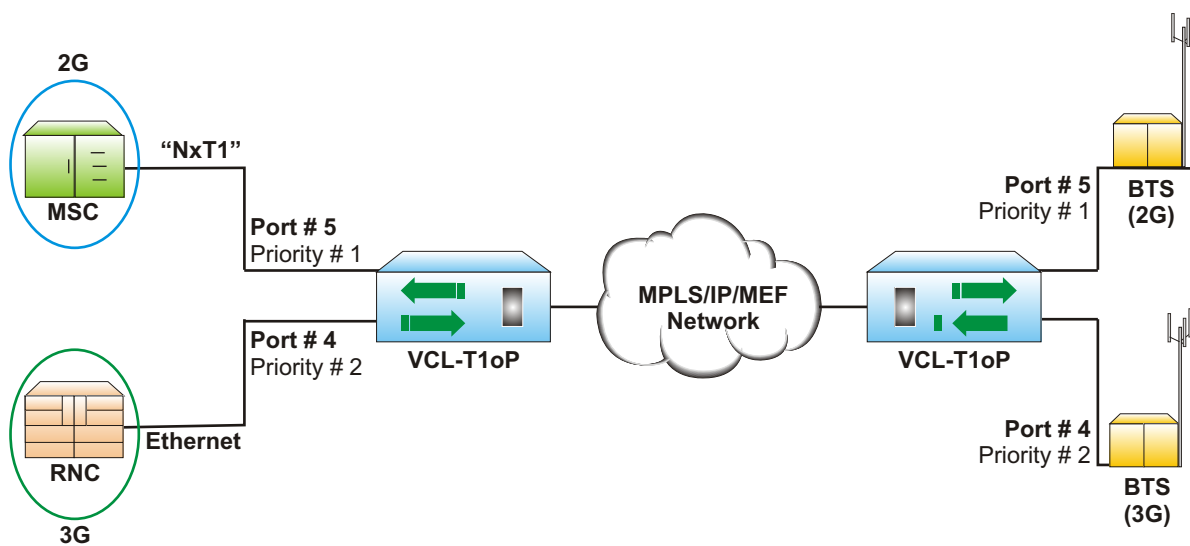 2G
MSC
“NxT1”
Port # 5
Priority # 1
Port # 4
Priority # 2
RNC
Ethernet
3G
VCL-T1oP
MPLS/IP/MEF
Network
VCL-T1oP
Port # 5
Priority # 1
BTS
(2G)
Port # 4
Priority # 2
BTS
(3G)